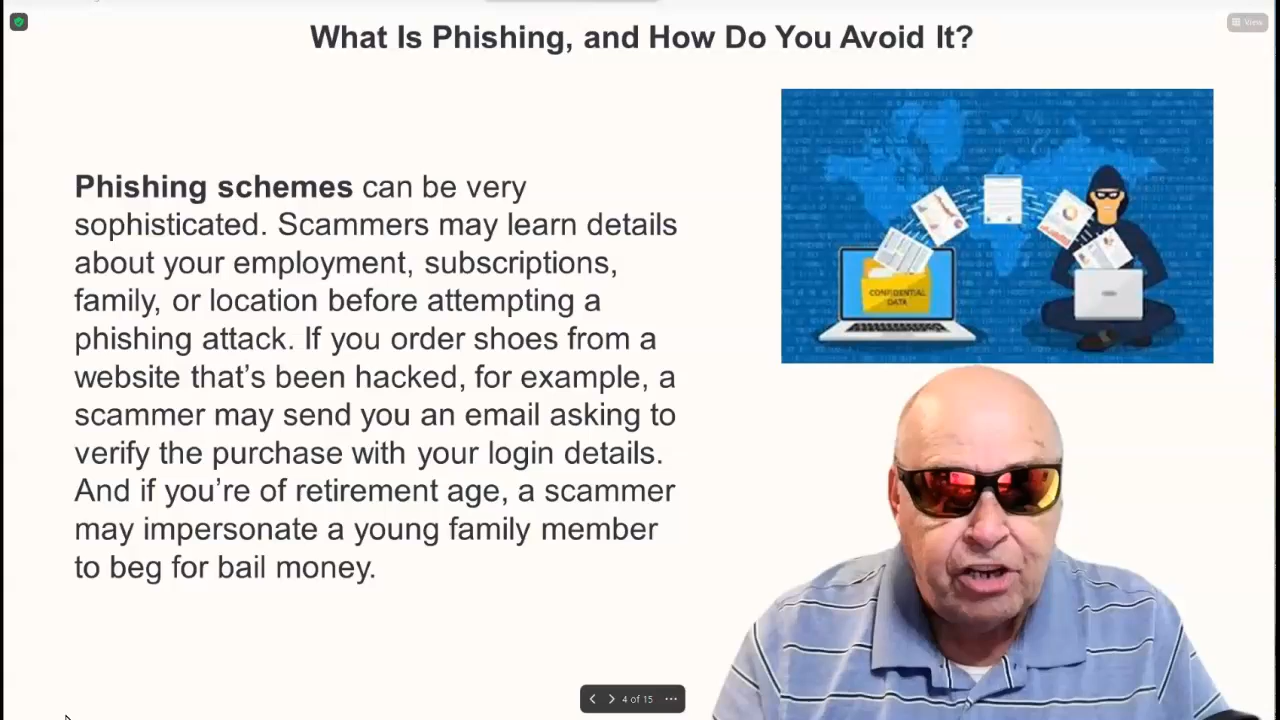 View
What Is Phishing, and How Do You Avoid It?
Phishing schemes can be very
sophisticated. Scammers may learn details
about your employment, subscriptions,
family, or location before attempting a
phishing attack. If you order shoes from a
website that’s been hacked, for example, a
scammer may send you an email asking to
verify the purchase with your login details.
And if you’re of retirement age, a scammer
may impersonate a young family member
to beg for bail money.
CONFIDENTIAL
DATA
4 of 15